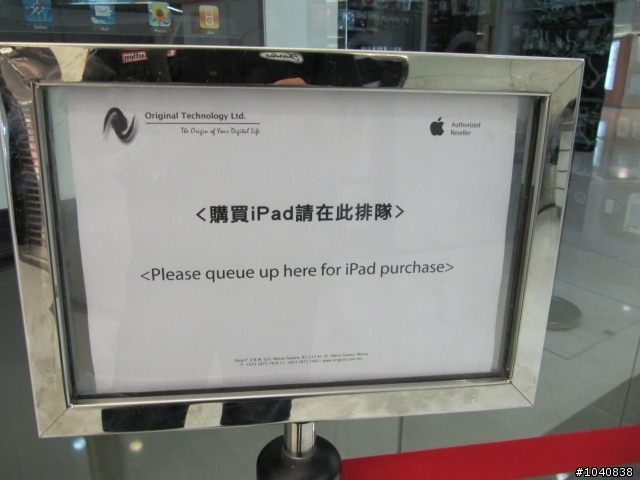 Original Technology Ltd.
The Origin of Your Digital Life
Authorized
Reseller
<購買iPad請在此排隊>
<Please queue up here for iPad purchase>
#1040838